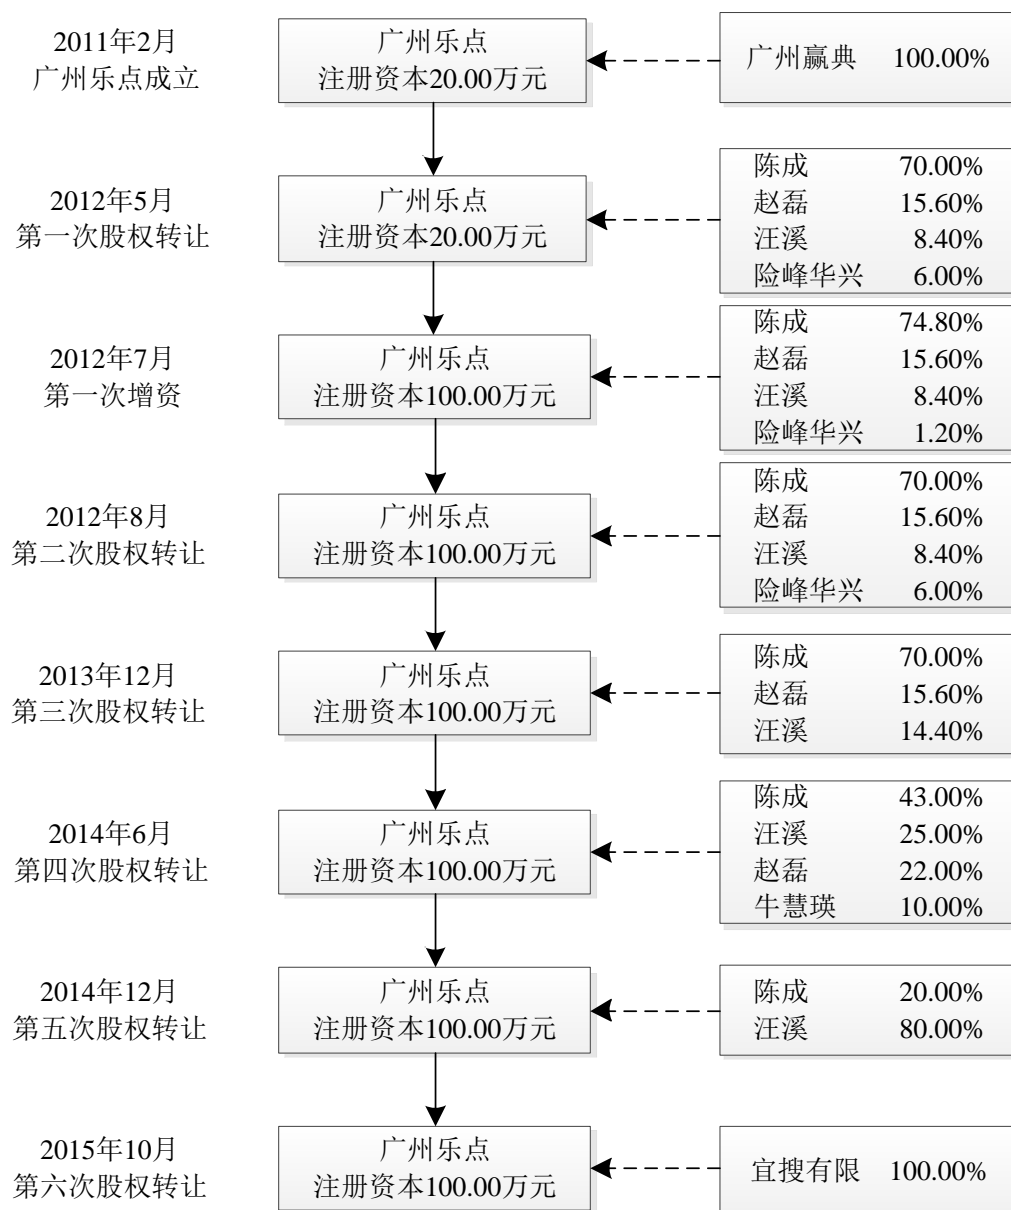 2011年2月
广州乐点成立
广州乐点
注册资本20.00万元
广州赢典 100.00%
2012年5月
第一次股权转让
广州乐点
注册资本20.00万元
陈成 70.00%
赵磊 15.60%
汪溪 8.40%
险峰华兴 6.00%
2012年7月
第一次增资
广州乐点
注册资本100.00万元
陈成 74.80%
赵磊 15.60%
汪溪 8.40%
险峰华兴 1.20%
2012年8月
第二次股权转让
广州乐点
注册资本100.00万元
陈成 70.00%
赵磊 15.60%
汪溪 8.40%
险峰华兴 6.00%
2013年12月
第三次股权转让
广州乐点
注册资本100.00万元
陈成 70.00%
赵磊 15.60%
汪溪 14.40%
2014年6月
第四次股权转让
广州乐点
注册资本100.00万元
陈成 43.00%
汪溪 25.00%
赵磊 22.00%
牛慧瑛 10.00%
2014年12月
第五次股权转让
广州乐点
注册资本100.00万元
陈成 20.00%
汪溪 80.00%
2015年10月
第六次股权转让
广州乐点
注册资本100.00万元
宜搜有限 100.00%